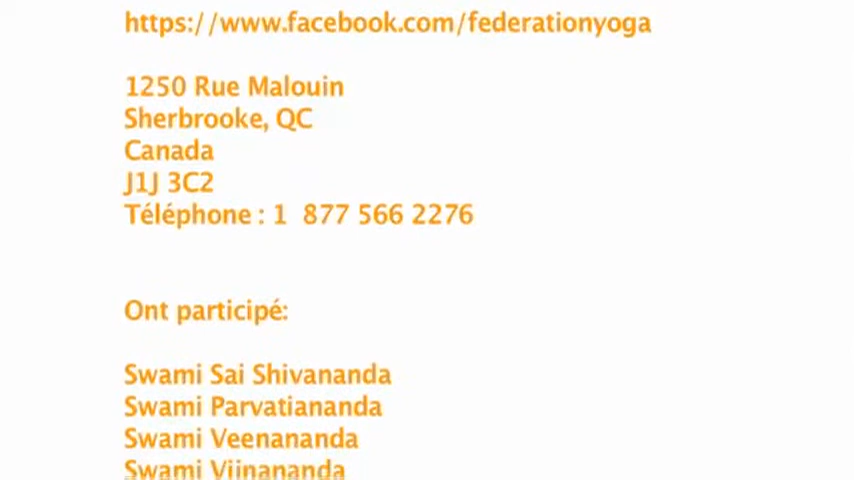 https://www.facebook.com/federationyoga
1250 Rue Malouin
Sherbrooke, QC
Canada
J1J 3C2
Téléphone : 1 877 566 2276
Ont participé:
Swami Sai Shivananda
Swami Parvatiananda
Swami Veenananda
Swami Vijnananda